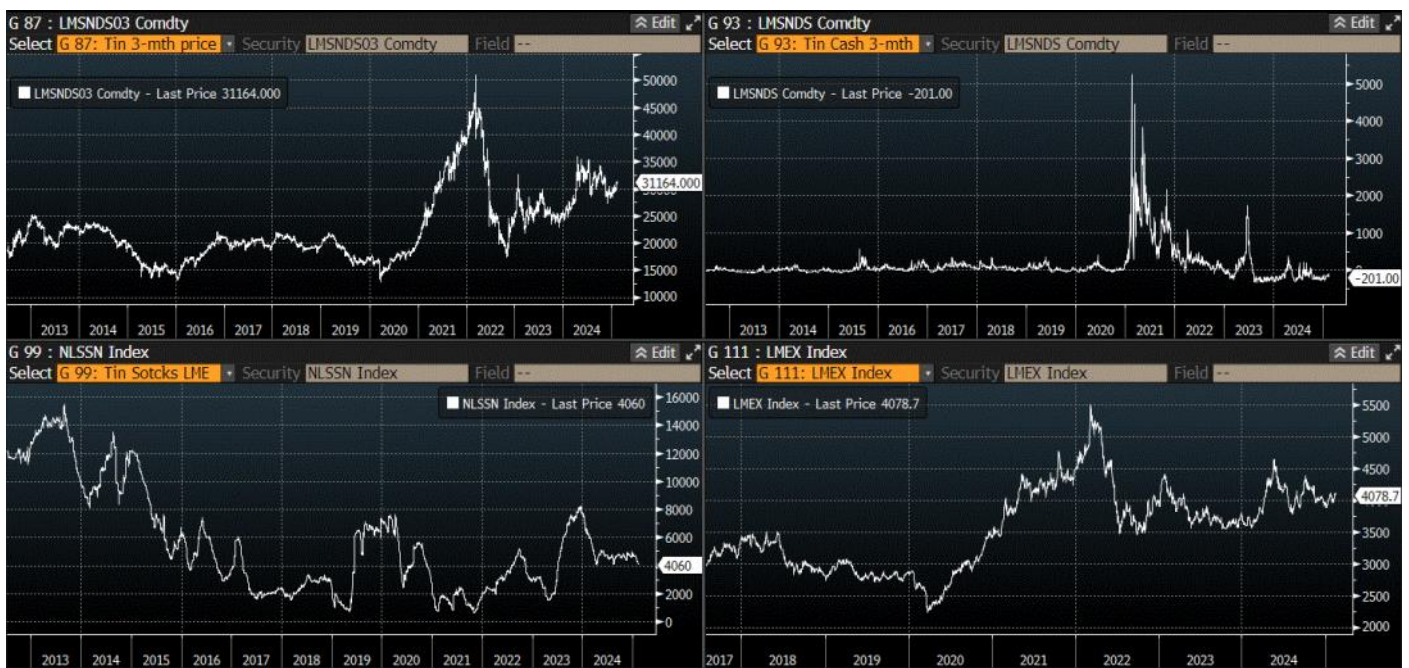 G 87 : LMSNDS03 Comdty
Edit
Select G 87: Tin 3-mth price Security LMSNDS03 Comdty Field --
LMSNDS03 Comdty - Last Price 31164.000
50000
45000
40000
35000
31164.000
30000
25000
20000
15000
10000
2013 2014 2015 2016 2017 2018 2019 2020 2021 2022 2023 2024
G 93 : LMSNDS Comdty
Edit
Select G 93: Tin Cash 3-mth Security LMSNDS Comdty Field --
LMSNDS Comdty - Last Price -201.00
5000
4000
3000
2000
1000
0
-201.00
2013 2014 2015 2016 2017 2018 2019 2020 2021 2022 2023 2024
G 99 : NLSSN Index
Edit
Select G 99: Tin Sotcks LME Security NLSSN Index Field --
NLSSN Index - Last Price 4060
16000
14000
12000
10000
8000
6000
4060
2000
0
2013 2014 2015 2016 2017 2018 2019 2020 2021 2022 2023 2024
G 111 : LMEX Index
Edit
Select G 111: LMEX Index Security LMEX Index Field --
LMEX Index - Last Price 4078.7
5500
5000
4500
4078.7
3500
3000
2500
2000
2017 2018 2019 2020 2021 2022 2023 2024